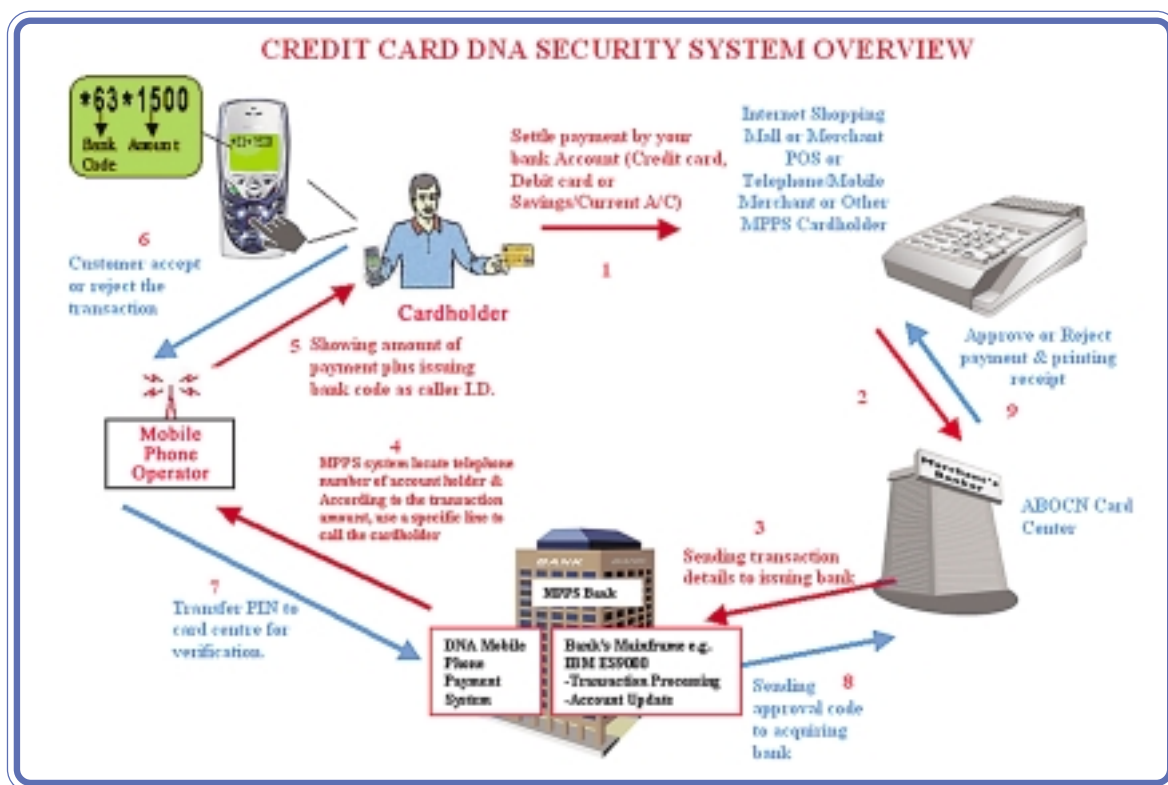 CREDIT CARD DNA SECURITY SYSTEM OVERVIEW
*63*1500
Bank Amount
Code
*63*1500
Settle payment by your
bank Account (Credit card,
Debit card or
Savings/Current A/C)
1
Internet Shopping
Mall or Merchant
POS or
Telephone/Mobile
Merchant or Other
MPPS Cardholder
6
Customer accept
or reject the
transaction
Cardholder
5 Showing amount of
payment plus issuing
bank code as caller I.D.
Approve or Reject
payment & printing
receipt
2
9
Mobile
Phone
Operator
4
MPPS system locate telephone
number of account holder &
According to the transaction
amount, use a specific line to
call the cardholder
Merchant's
Banker
ABOCN Card
Center
3
Sending transaction
details to issuing bank
7
Transfer PIN to
card centre for
verification.
BANK BANK
MPPS Bank
DNA Mobile
Phone
Payment
System
Bank's Mainframe e.g.
IBM ES9000
-Transaction Processing
-Account Update
Sending 8
approval code
to acquiring
bank